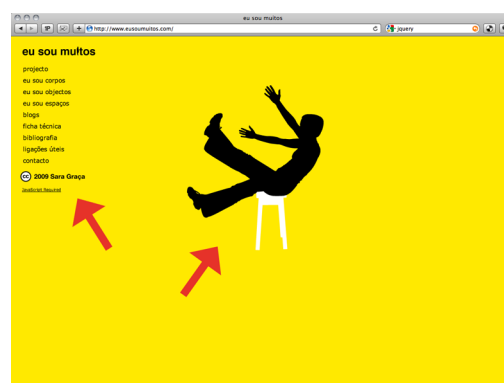 eu sou muitos
http://www.eusoumuitos.com/
jquery
eu sou muitos
projecto
eu sou corpos
eu sou objectos
eu sou espaços
blogs
ficha técnica
bibliografia
ligações úteis
contacto
cc 2009 Sara Graça
JavaScript Required